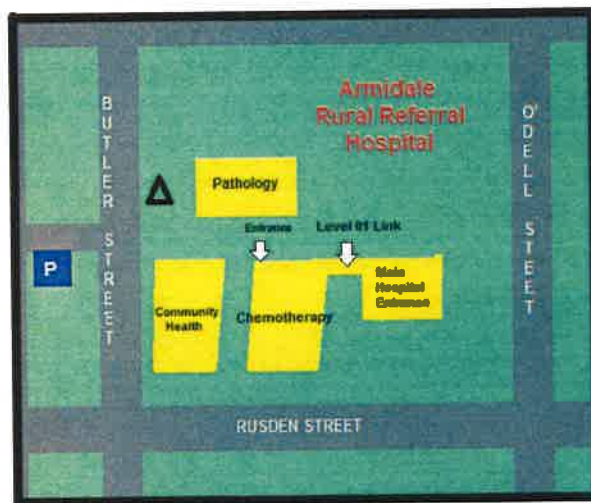 Armidale
Rural Referral
Hospital
BUTLER STREET
O'DELL STEET
Pathology
Entrance
Level 01 Link
P
Main
Hospital
Entrance
Community
Health
Chemotherapy
RUSDEN STREET